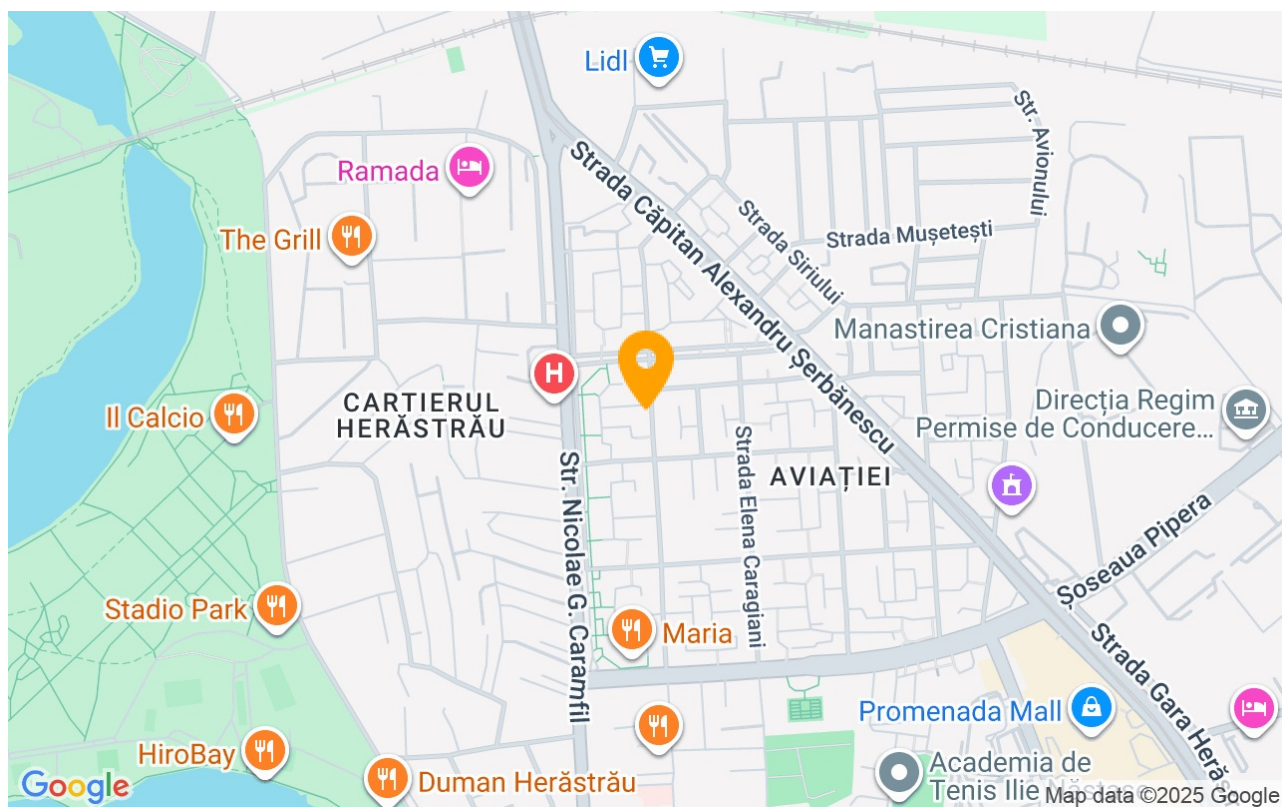 Lidl
Str. Avionului
Ramada
Strada Căpitan Alexandru Șerbănescu
The Grill
Strada Siriului
Strada Mușetești
Manastirea Cristiana
H
Il Calcio
CARTIERUL
HERĂSTRĂU
Direcția Regim
Permise de Conducere...
Str. Nicolae G. Caramfil
Strada Elena Caragiani
AVIAȚIEI
Șoseaua Pipera
Stadio Park
Maria
Strada Gara Heră
Promenada Mall
HiroBay
Duman Herăstrău
Academia de
Tenis Ilie
Google
Map data ©2025 Google